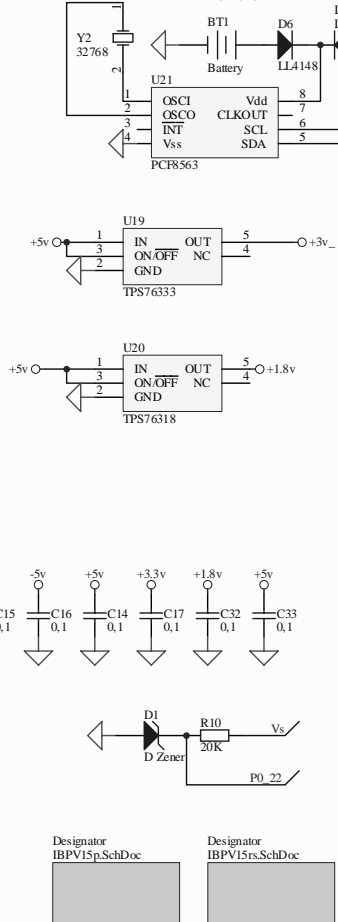 1
BT1
D6
Y2
32768
2
Battery
LL4148
U21
1 OSCI Vdd 8
2 OSCO CLKOUT 7
3 INT SCL 6
4 Vss SDA 5
PCF8563
U19
+5v 1 IN OUT 5 +3v_
3 ON/OFF NC 4
2 GND
TPS76333
U20
+5v 1 IN OUT 5 +1.8v
3 ON/OFF NC 4
2 GND
TPS76318
-5v +5v +3.3v +1.8v +5v
C15 C16 C14 C17 C32 C33
0,1 0,1 0,1 0,1 0,1 0,1
D1
R10
Vs
D Zener
20K
P0_22
Designator Designator
IBPV15p.SchDoc IBPV15rs.SchDoc